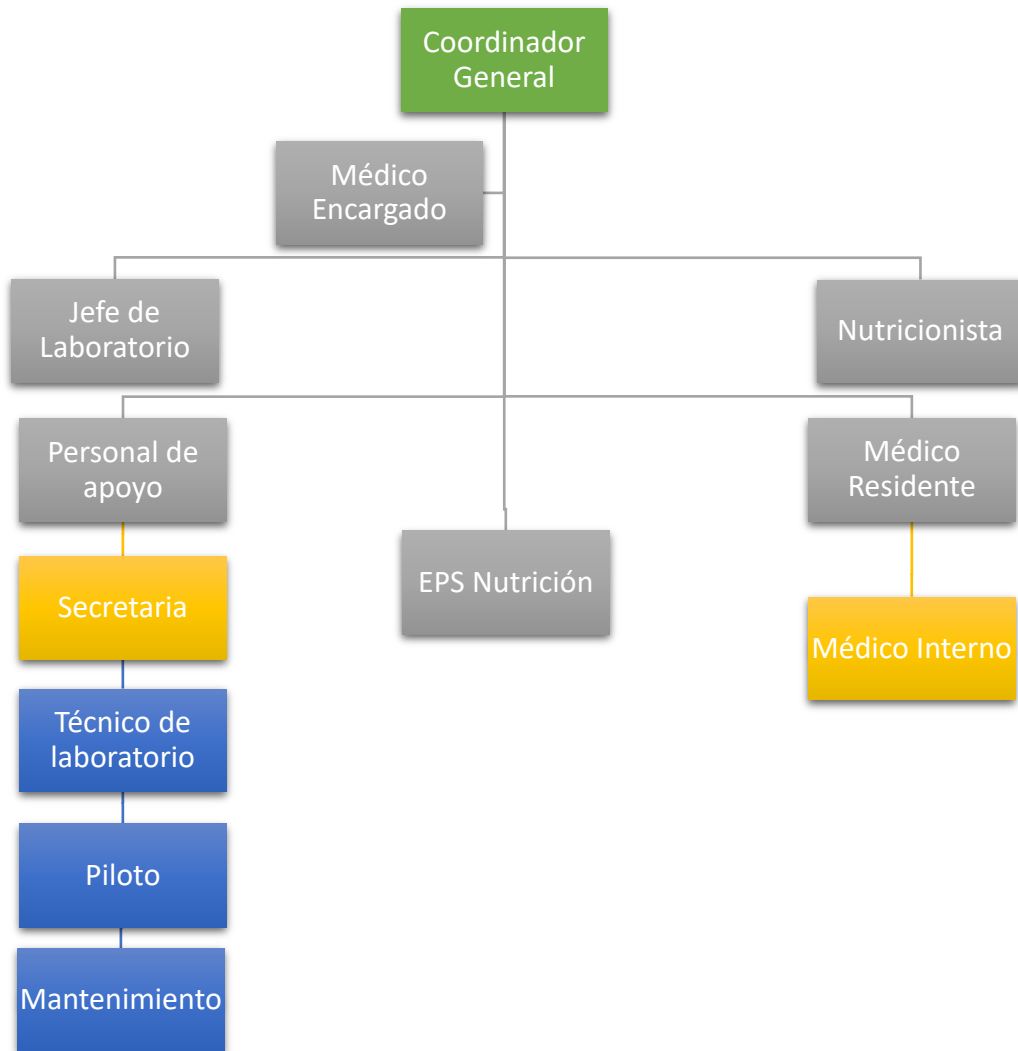 Coordinador
General
Médico
Encargado
Jefe de
Laboratorio
Nutricionista
Personal de
apoyo
Médico
Residente
EPS Nutrición
Secretaria
Médico Interno
Técnico de
laboratorio
Piloto
Mantenimiento